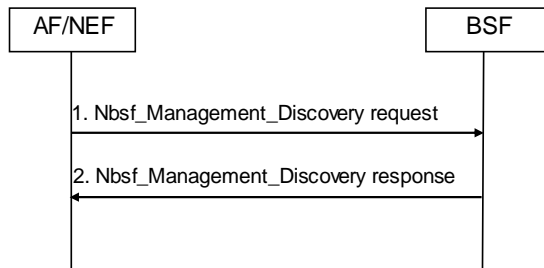 AF/NEF
BSF
1. Nbsf_Management_Discovery request
2. Nbsf_Management_Discovery response